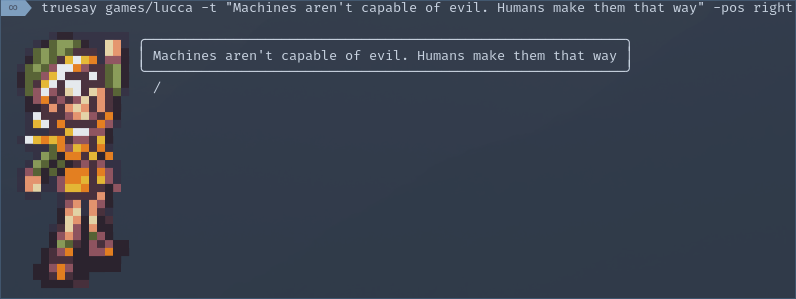 ∞ truesay games/lucca -t "Machines aren't capable of evil. Humans make them that way" -pos right
Machines aren't capable of evil. Humans make them that way
/